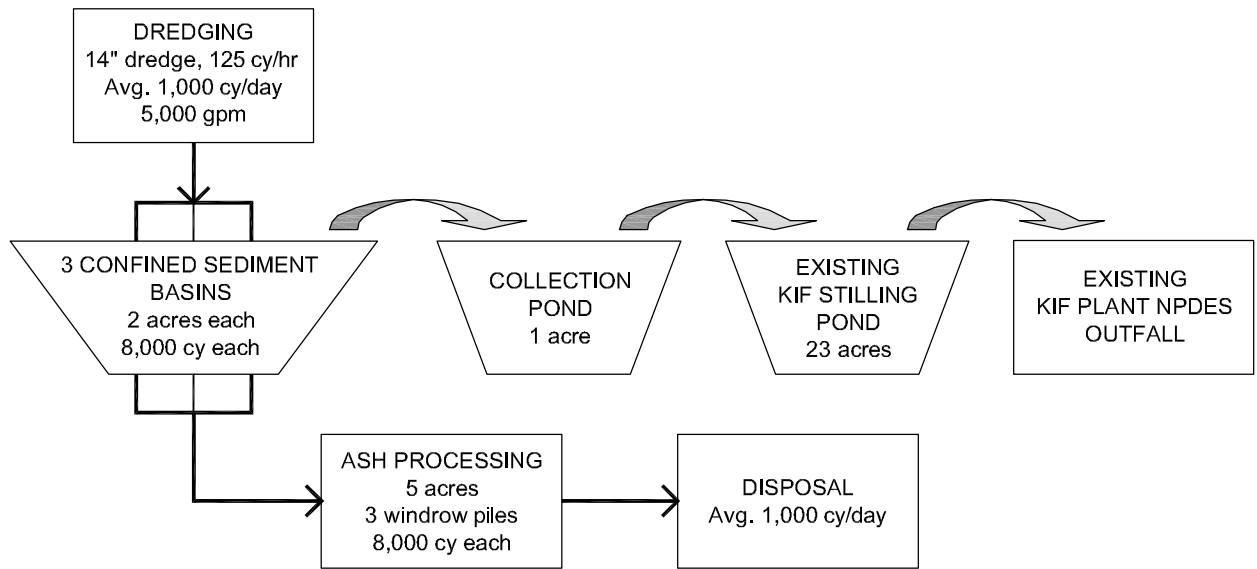 DREDGING
14" dredge, 125 cy/hr
Avg. 1,000 cy/day
5,000 gpm
3 CONFINED SEDIMENT
BASINS
2 acres each
8,000 cy each
COLLECTION
POND
1 acre
EXISTING
KIF STILLING
POND
23 acres
EXISTING
KIF PLANT NPDES
OUTFALL
ASH PROCESSING
5 acres
3 windrow piles
8,000 cy each
DISPOSAL
Avg. 1,000 cy/day